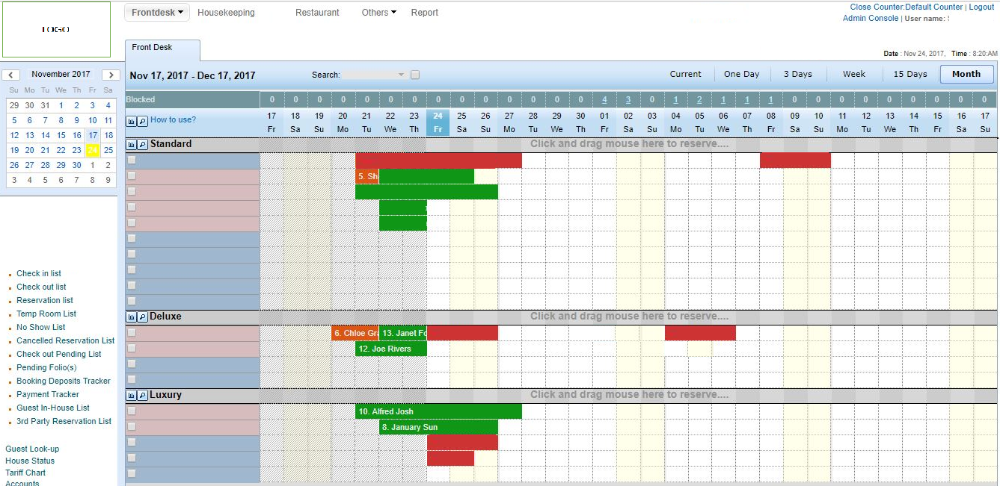 LOGO
Frontdesk Housekeeping Restaurant Others Report
Close Counter:Default Counter | Logout
Admin Console | User name:
Front Desk
Date : Nov 24, 2017, Time : 8:20:AM
Nov 17, 2017 - Dec 17, 2017 Search: Current One Day 3 Days Week 15 Days Month
November 2017
Su Mo Tu We Th Fr Sa
29 30 31 1 2 3 4
5 6 7 8 9 10 11
12 13 14 15 16 17 18
19 20 21 22 23 24 25
26 27 28 29 30 1 2
3 4 5 6 7 8 9
Blocked 0 0 0 0 0 0 0 0 0 0 0 0 0 0 4 3 0 1 2 1 1 1 0 0 0 0 0 0 0 0 0
How to use?
17 18 19 20 21 22 23 24 25 26 27 28 29 30 01 02 03 04 05 06 07 08 09 10 11 12 13 14 15 16 17
Fr Sa Su Mo Tu We Th Fr Sa Su Mo Tu We Th Fr Sa Su Mo Tu We Th Fr Sa Su Mo Tu We Th Fr Sa Su
Standard Click and drag mouse here to reserve....
5. Sh
Deluxe Click and drag mouse here to reserve....
6. Chloe Gra 13. Janet Fo
12. Joe Rivers
Luxury Click and drag mouse here to reserve....
10. Alfred Josh
8. January Sun
Check in list
Check out list
Reservation list
Temp Room List
No Show List
Cancelled Reservation List
Check out Pending List
Pending Folio(s)
Booking Deposits Tracker
Payment Tracker
Guest In-House List
3rd Party Reservation List
Guest Look-up
House Status
Tariff Chart
Accounts